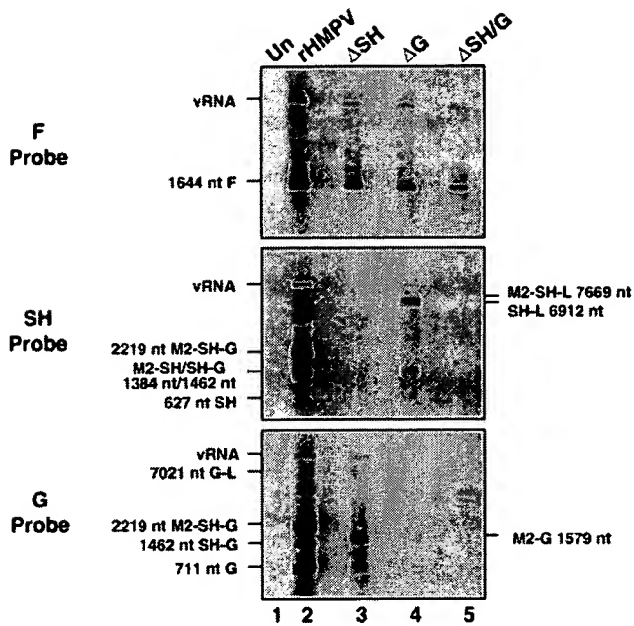 Un rHMPV ΔSH ΔG ΔSH/G
F
Probe
vRNA
1644 nt F
SH
Probe
vRNA
2219 nt M2-SH-G
M2-SH/SH-G
1384 nt/1462 nt
627 nt SH
M2-SH-L 7669 nt
SH-L 6912 nt
G
Probe
vRNA
7021 nt G-L
2219 nt M2-SH-G
1462 nt SH-G
711 nt G
M2-G 1579 nt
1 2 3 4 5